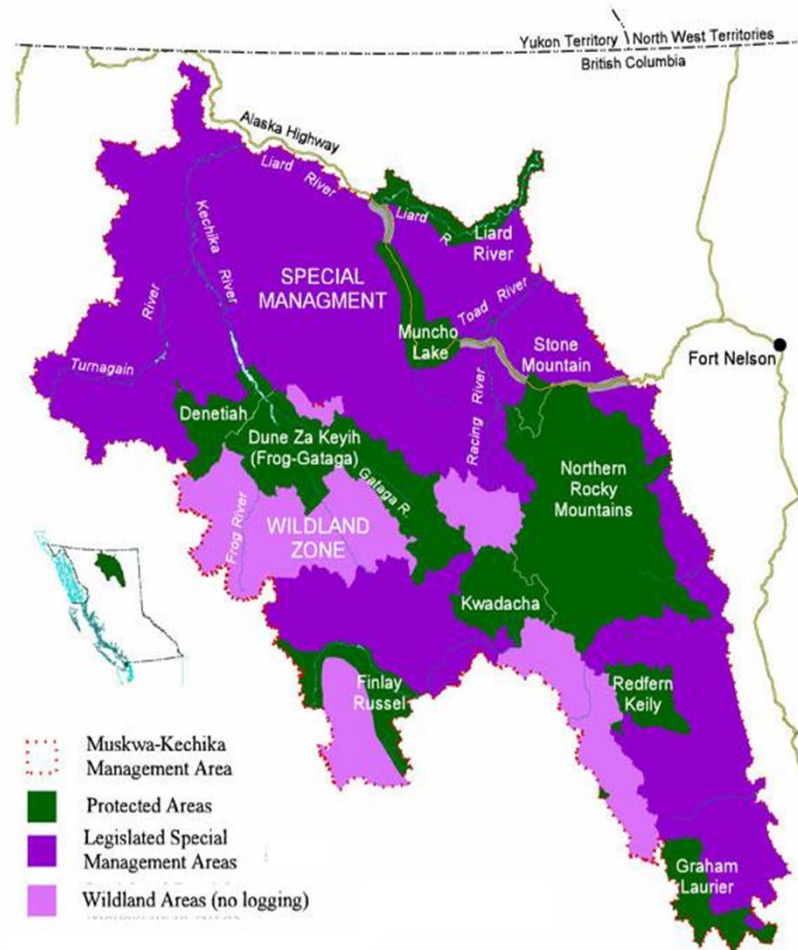 Yukon Territory
North West Territories
British Columbia
Alaska Highway
Liard River
Kechika River
Liard R.
Liard
River
SPECIAL
MANAGMENT
Toad River
Muncho
Lake
Stone
Mountain
Fort Nelson
Turnagain River
Racing River
Denetiah
Dune Za Keyih
(Frog-Gataga)
Gataga R.
Northern
Rocky
Mountains
Frog River
WILDLAND
ZONE
Kwadacha
Finlay
Russel
Redfern
Keily
Graham
Laurier
Muskwa-Kechika
Management Area
Protected Areas
Legislated Special
Management Areas
Wildland Areas (no logging)